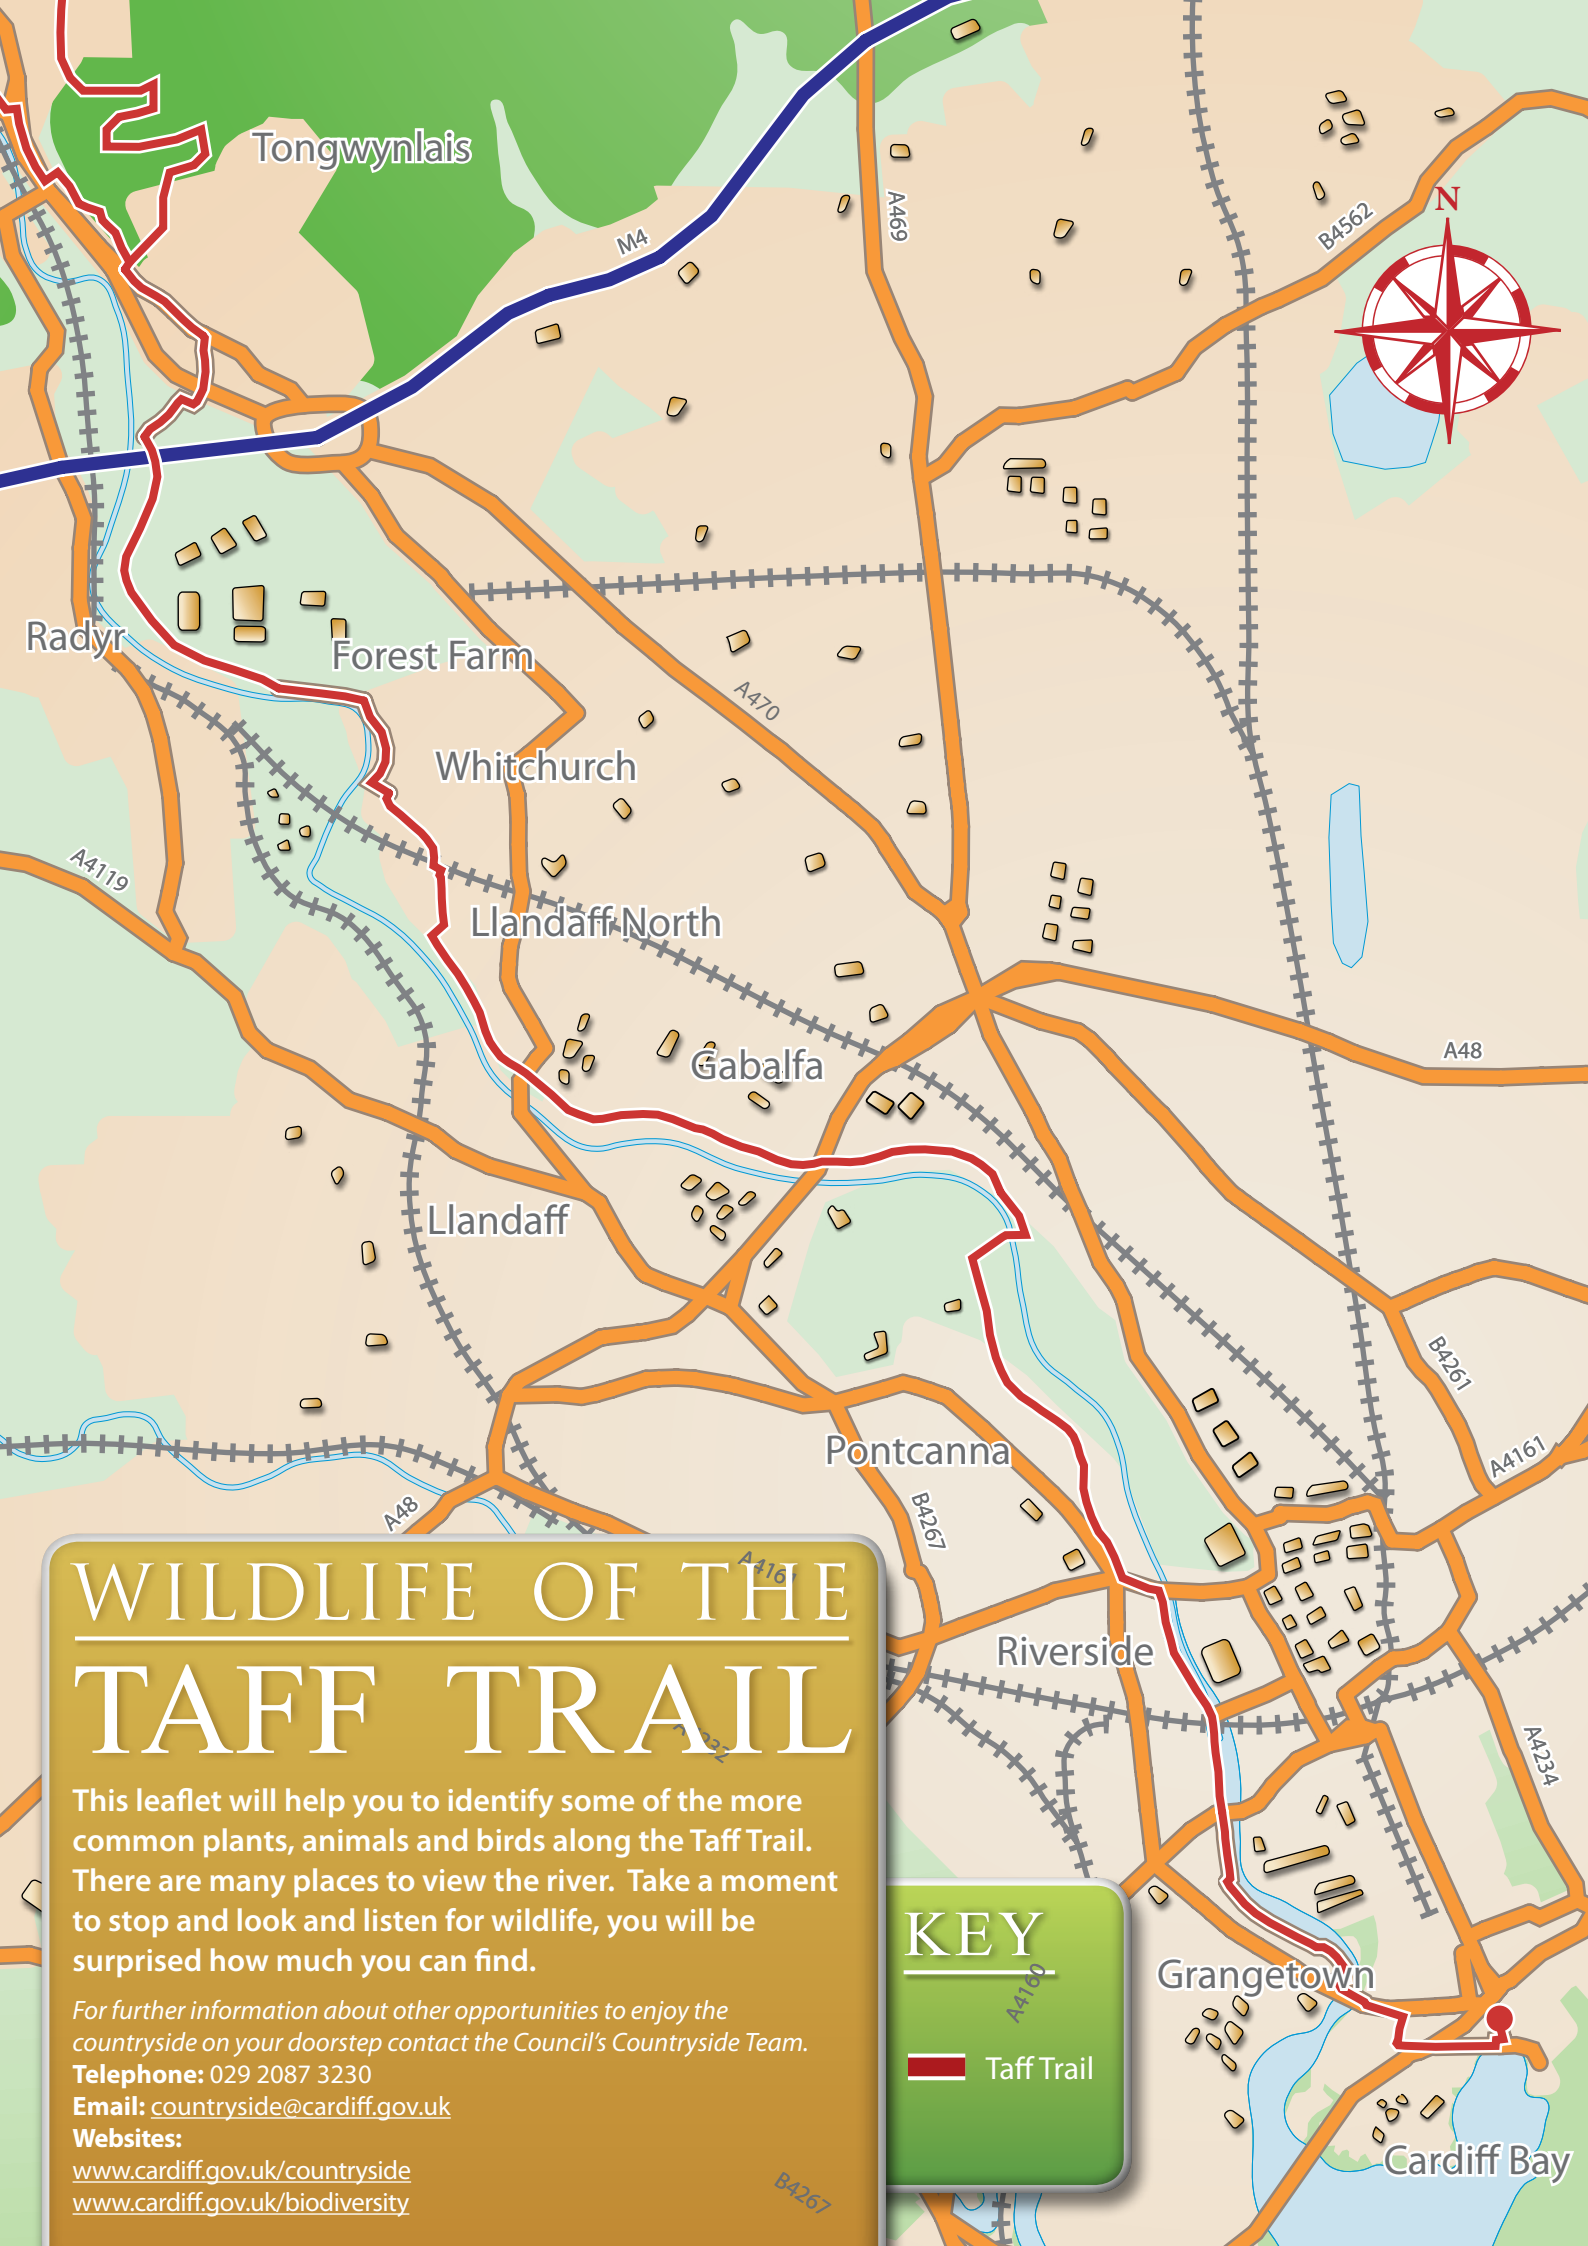 Tongwynlais
M4
A469
B4562
N
Radyr
Forest Farm
A470
Whitchurch
A4119
Llandaff North
Gabalfa
A48
Llandaff
B4261
Pontcanna
A4161
A48
B4267
A4161
WILDLIFE OF THE
TAFF TRAIL
Riverside
A4234
This leaflet will help you to identify some of the more
common plants, animals and birds along the Taff Trail.
There are many places to view the river. Take a moment
to stop and look and listen for wildlife, you will be
surprised how much you can find.
For further information about other opportunities to enjoy the
countryside on your doorstep contact the Council's Countryside Team.
Telephone: 029 2087 3230
Email: countryside@cardiff.gov.uk
Websites:
www.cardiff.gov.uk/countryside
www.cardiff.gov.uk/biodiversity
B4267
KEY
A4160
Taff Trail
Grangetown
Cardiff Bay